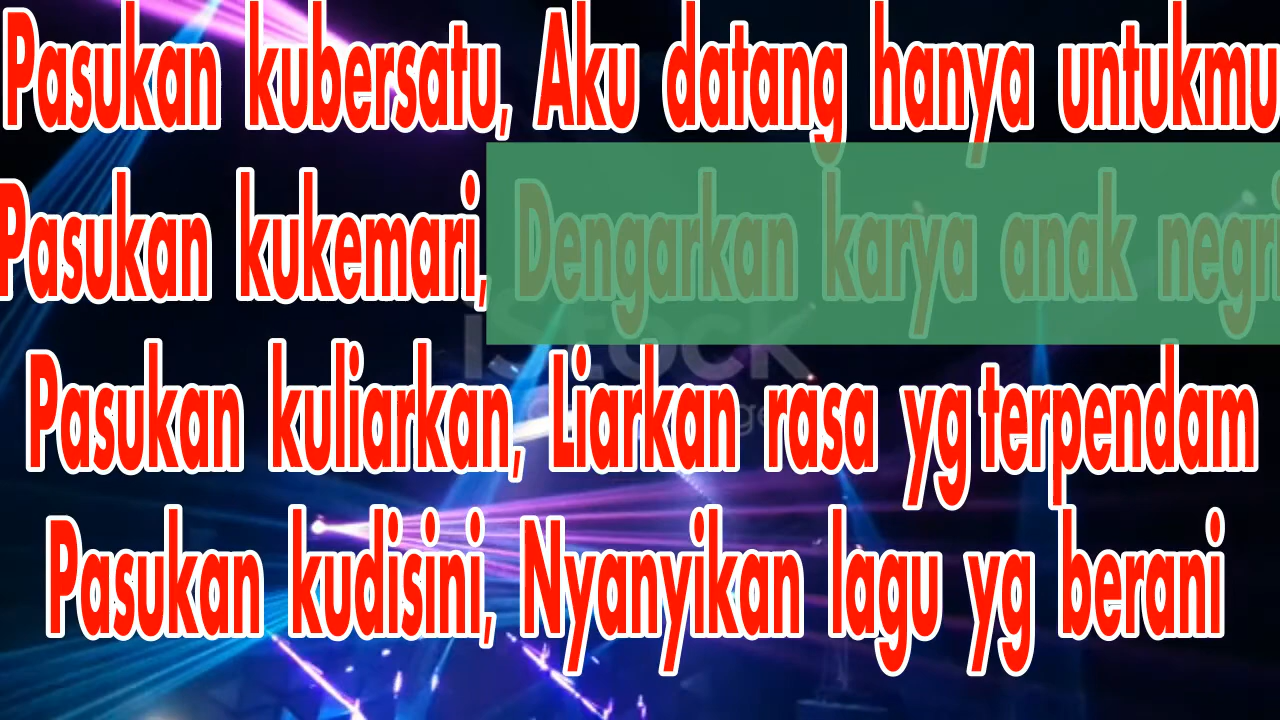 Pasukan kubersatu, Aku datang hanya untukmu
Pasukan kukemari, Dengarkan karya anak negri
Pasukan kuliarkan, Liarkan rasa yg terpendam
Pasukan kudisini, Nyanyikan lagu yg berani
iStock